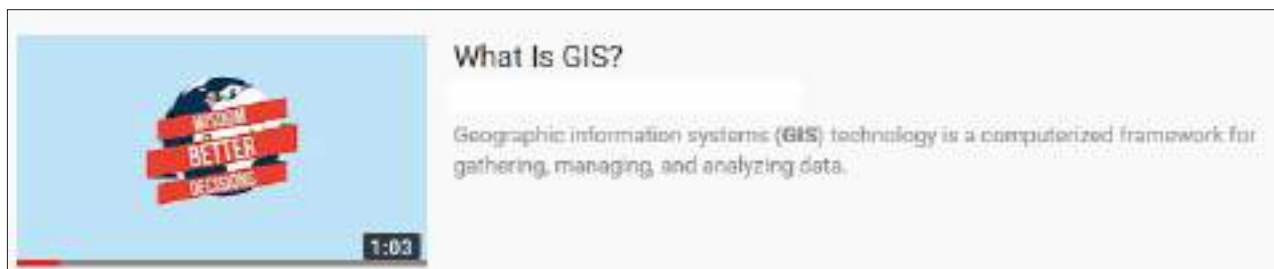 WISDOM
BETTER
DECISIONS
1:03
What Is GIS?
Geographic information systems (GIS) technology is a computerized framework for
gathering, managing, and analyzing data.